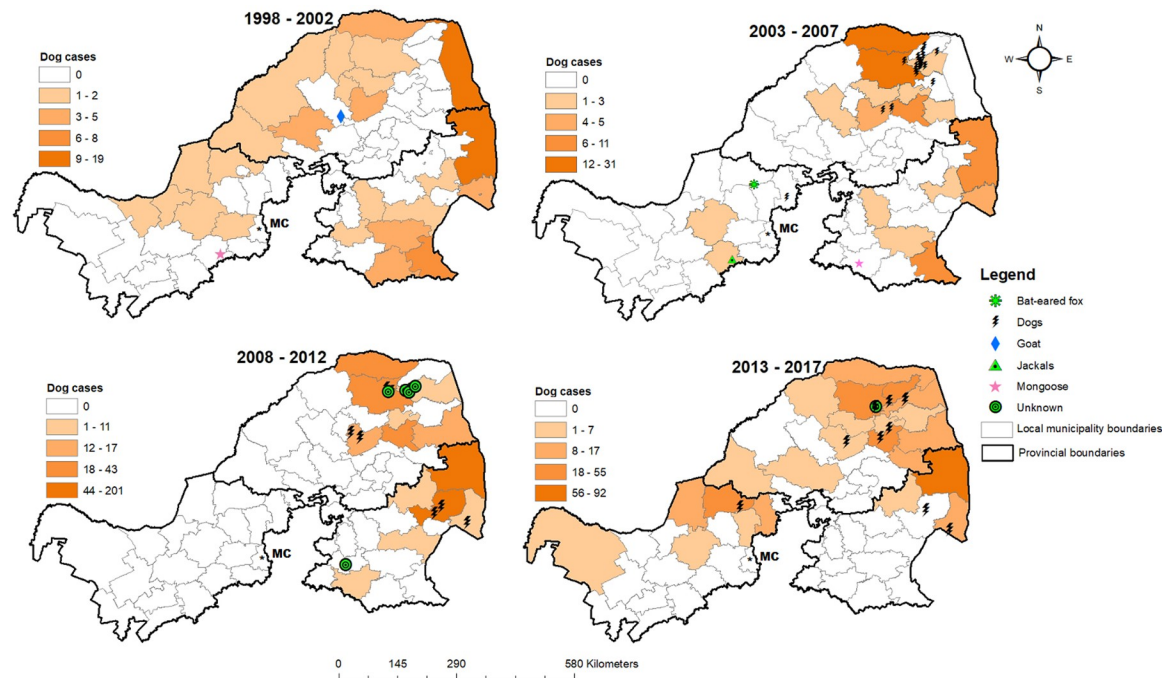 1998 - 2002
Dog cases
0
1 - 2
3 - 5
6 - 8
9 - 19
MC
2003 - 2007
Dog cases
0
1 - 3
4 - 5
6 - 11
12 - 31
MC
N
W E
S
Legend
Bat-eared fox
Dogs
Goat
Jackals
Mongoose
Unknown
Local municipality boundaries
Provincial boundaries
2008 - 2012
Dog cases
0
1 - 11
12 - 17
18 - 43
44 - 201
MC
2013 - 2017
Dog cases
0
1 - 7
8 - 17
18 - 55
56 - 92
MC
0 145 290 580 Kilometers